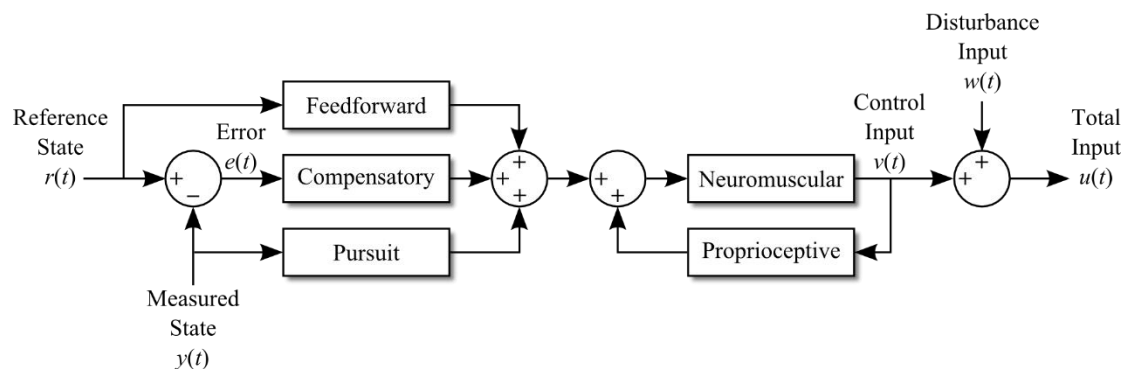 Reference
State
r(t)
Error
e(t)
Feedforward
Compensatory
Pursuit
Measured
State
y(t)
+
−
+
+
+
+
+
Neuromuscular
Proprioceptive
Control
Input
v(t)
Disturbance
Input
w(t)
+
+
Total
Input
u(t)